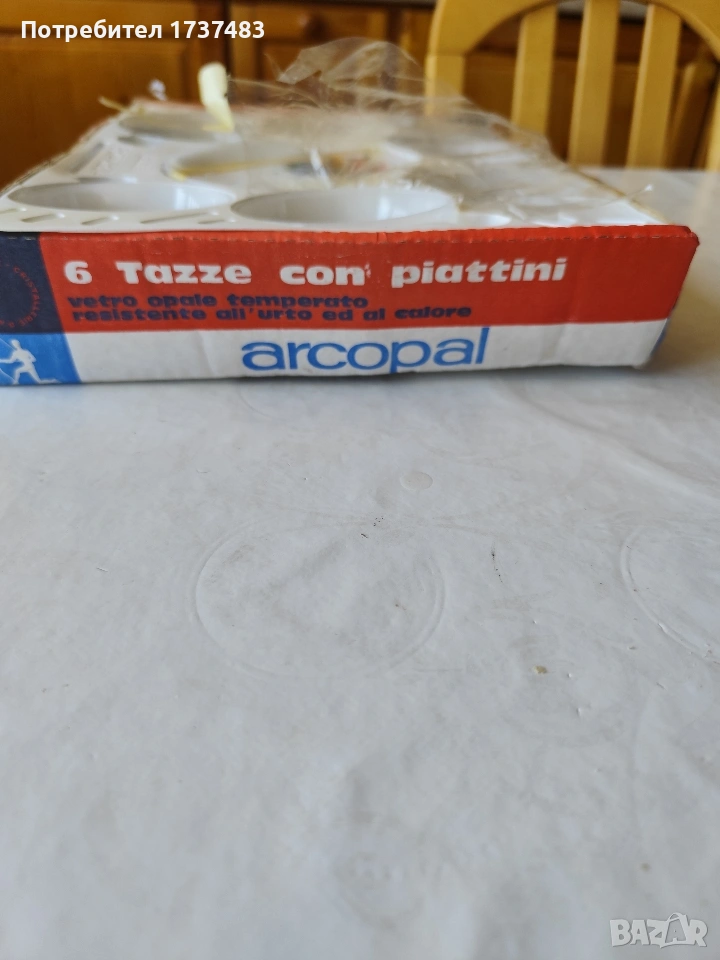 Потребител 1737483
6 Tazze con piattini
vetro opale temperato
resistente all'urto ed al calore
arcopal
BAZAR